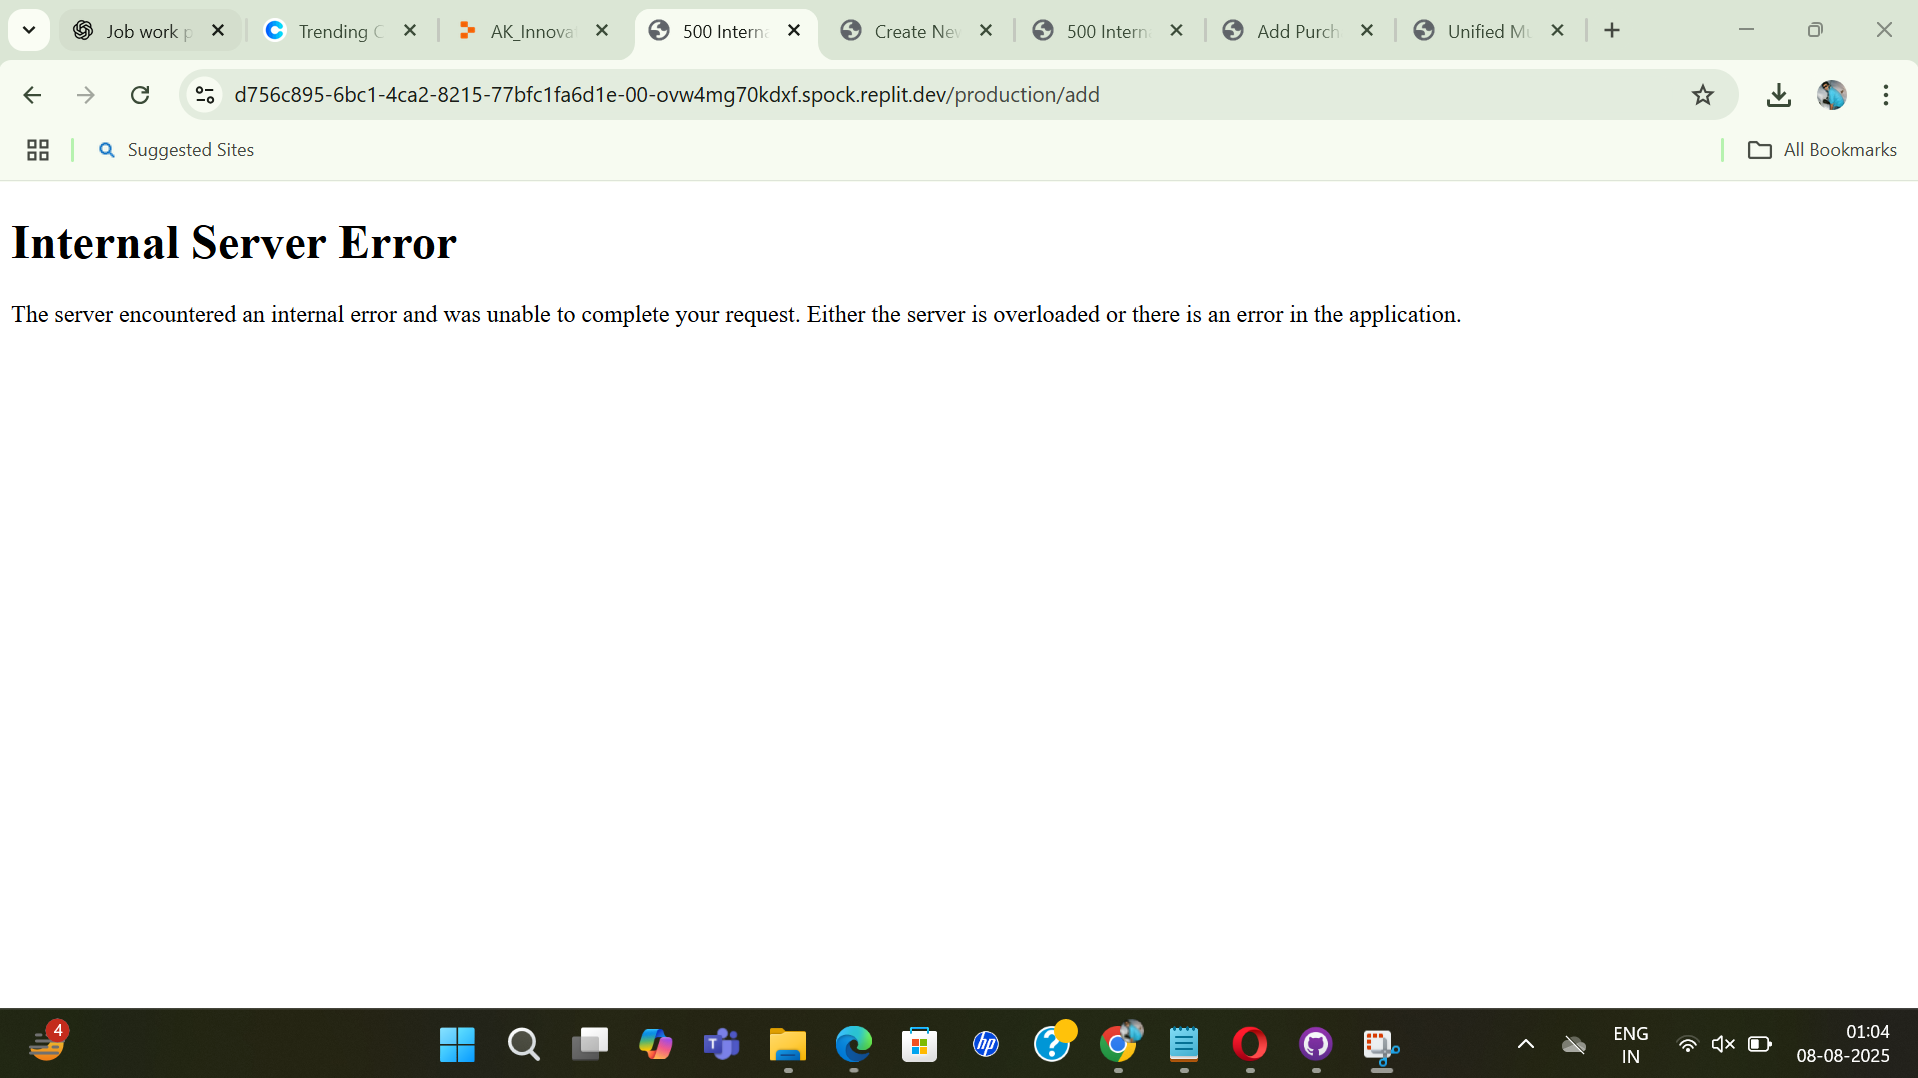 Job work p
Trending C
AK_Innova
500 Intern
Create Nev
500 Intern
Add Purch
Unified Mu
d756c895-6bc1-4ca2-8215-77bfc1fa6d1e-00-ovw4mg70kdxf.spock.replit.dev/production/add
Suggested Sites
All Bookmarks
Internal Server Error
The server encountered an internal error and was unable to complete your request. Either the server is overloaded or there is an error in the application.
4
hp
ENG
IN
01:04
08-08-2025